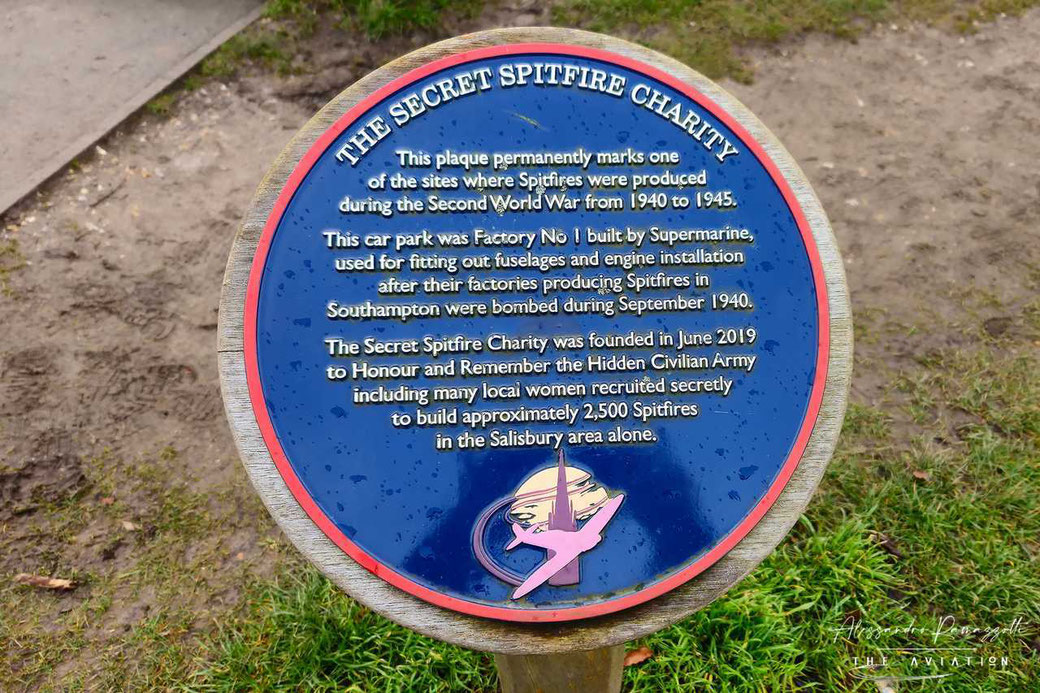 THE SECRET SPITFIRE CHARITY
This plaque permanently marks one
of the sites where Spitfires were produced
during the Second World War from 1940 to 1945.
This car park was Factory No 1 built by Supermarine,
used for fitting out fuselages and engine installation
after their factories producing Spitfires in
Southampton were bombed during September 1940.
The Secret Spitfire Charity was founded in June 2019
to Honour and Remember the Hidden Civilian Army
including many local women recruited secretly
to build approximately 2,500 Spitfires
in the Salisbury area alone.
Alessandro Ramazzotti
THE AVIATION